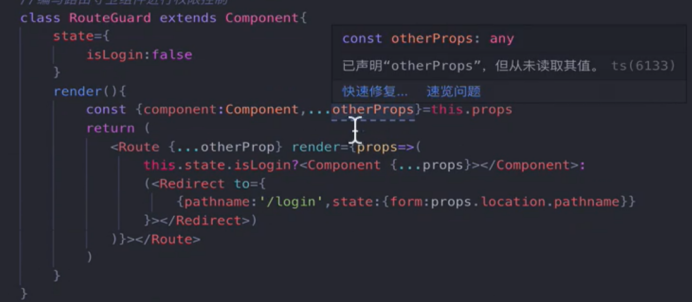 class RouteGuard extends Component{
state={
isLogin:false
}
render(){
const otherProps: any
已声明“otherProps”，但从未读取其值。 ts(6133)
快速修复... 速览问题
const {component:Component,...otherProps}=this.props
return (
<Route {...otherProp} render={props=>(
this.state.isLogin?<Component {...props}></Component>:
(<Redirect to={
{pathname:'/login',state:{form:props.location.pathname}}
}></Redirect>)
)}></Route>
)
}
}